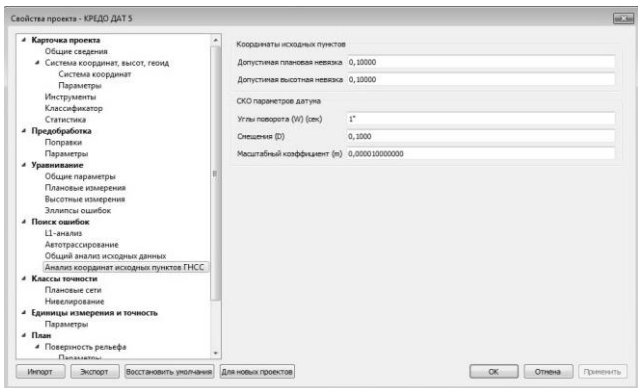 Свойства проекта - КРЕДО ДАТ 5
Карточка проекта
Общие сведения
Система координат, высот, геоид
Система координат
Параметры
Инструменты
Классификатор
Статистика
Предобработка
Поправки
Параметры
Уравнивание
Общие параметры
Плановые измерения
Высотные измерения
Эллипсы ошибок
Поиск ошибок
L1-анализ
Автотрассирование
Общий анализ исходных данных
Анализ координат исходных пунктов ГНСС
Классы точности
Плановые сети
Нивелирование
Единицы измерения и точность
Параметры
План
Поверхность рельефа
Параметры
Координаты исходных пунктов
Допустимая плановая невязка 0,10000
Допустимая высотная невязка 0,10000
СКО параметров датума
Углы поворота (W) (сек) 1"
Смещения (D) 0,1000
Масштабный коэффициент (m) 0,000010000000
Импорт Экспорт Восстановить умолчания Для новых проектов OK Отмена Применить